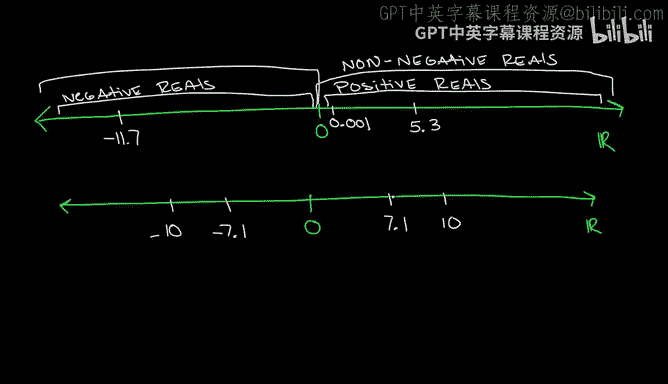 GPT中英字幕课程资源@bilibili.com
GPT中英字幕课程资源 bilibili
NON-NEGATIVE REALS
NEGATIVE REALS POSITIVE REALS
-11.7 0 0.001 5.3 ℝ
-10 -7.1 0 7.1 10 ℝ